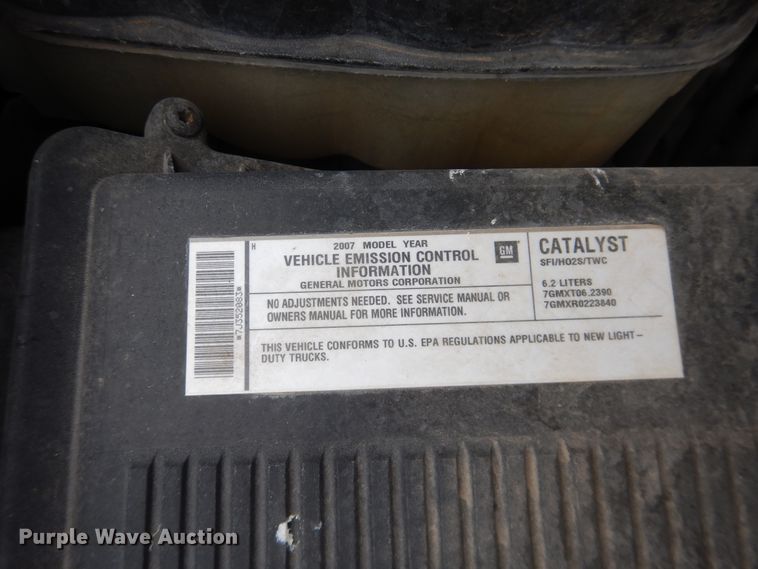 H
2007 MODEL YEAR
VEHICLE EMISSION CONTROL
INFORMATION
GENERAL MOTORS CORPORATION
GM
NO ADJUSTMENTS NEEDED. SEE SERVICE MANUAL OR
OWNERS MANUAL FOR MORE INFORMATION.
CATALYST
SFI/HO2S/TWC
6.2 LITERS
7GMXT06.2390
7GMXR0223840
*7J352083*
THIS VEHICLE CONFORMS TO U.S. EPA REGULATIONS APPLICABLE TO NEW LIGHT-
DUTY TRUCKS.
Purple Wave Auction®